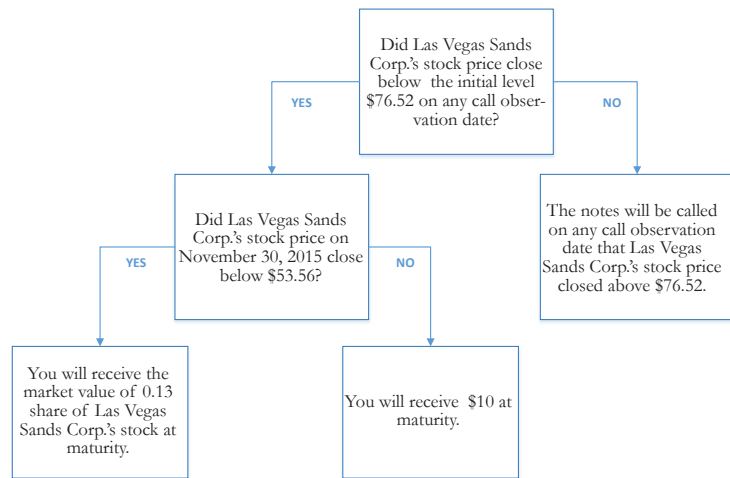 Did Las Vegas Sands
Corp.'s stock price close
below the initial level
$76.52 on any call obser-
vation date?
YES
NO
Did Las Vegas Sands
Corp.'s stock price on
November 30, 2015 close
below $53.56?
The notes will be called
on any call observation
date that Las Vegas
Sands Corp.'s stock price
closed above $76.52.
YES
NO
You will receive the
market value of 0.13
share of Las Vegas
Sands Corp.'s stock at
maturity.
You will receive $10 at
maturity.